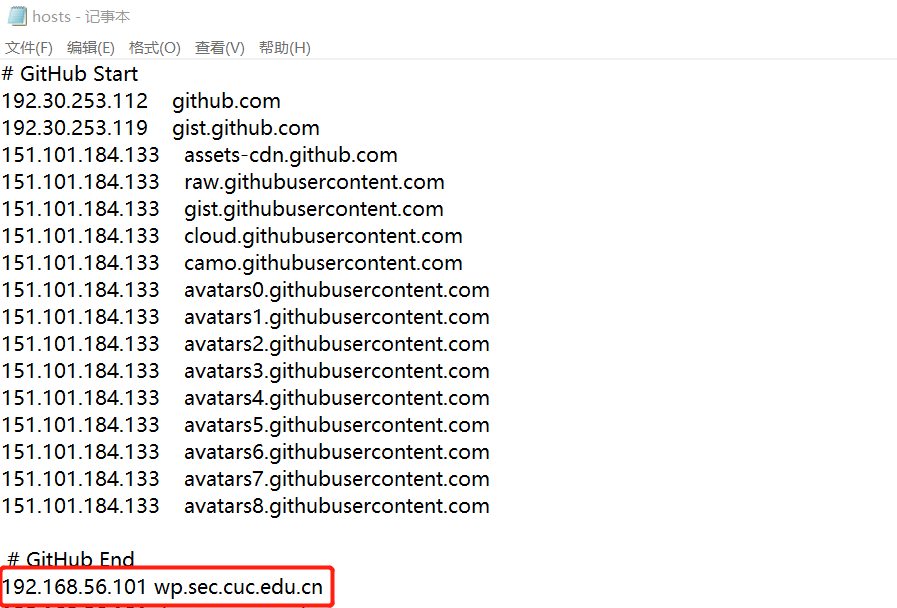 hosts - 记事本
文件(F) 编辑(E) 格式(O) 查看(V) 帮助(H)
# GitHub Start
192.30.253.112 github.com
192.30.253.119 gist.github.com
151.101.184.133 assets-cdn.github.com
151.101.184.133 raw.githubusercontent.com
151.101.184.133 gist.githubusercontent.com
151.101.184.133 cloud.githubusercontent.com
151.101.184.133 camo.githubusercontent.com
151.101.184.133 avatars0.githubusercontent.com
151.101.184.133 avatars1.githubusercontent.com
151.101.184.133 avatars2.githubusercontent.com
151.101.184.133 avatars3.githubusercontent.com
151.101.184.133 avatars4.githubusercontent.com
151.101.184.133 avatars5.githubusercontent.com
151.101.184.133 avatars6.githubusercontent.com
151.101.184.133 avatars7.githubusercontent.com
151.101.184.133 avatars8.githubusercontent.com
# GitHub End
192.168.56.101 wp.sec.cuc.edu.cn